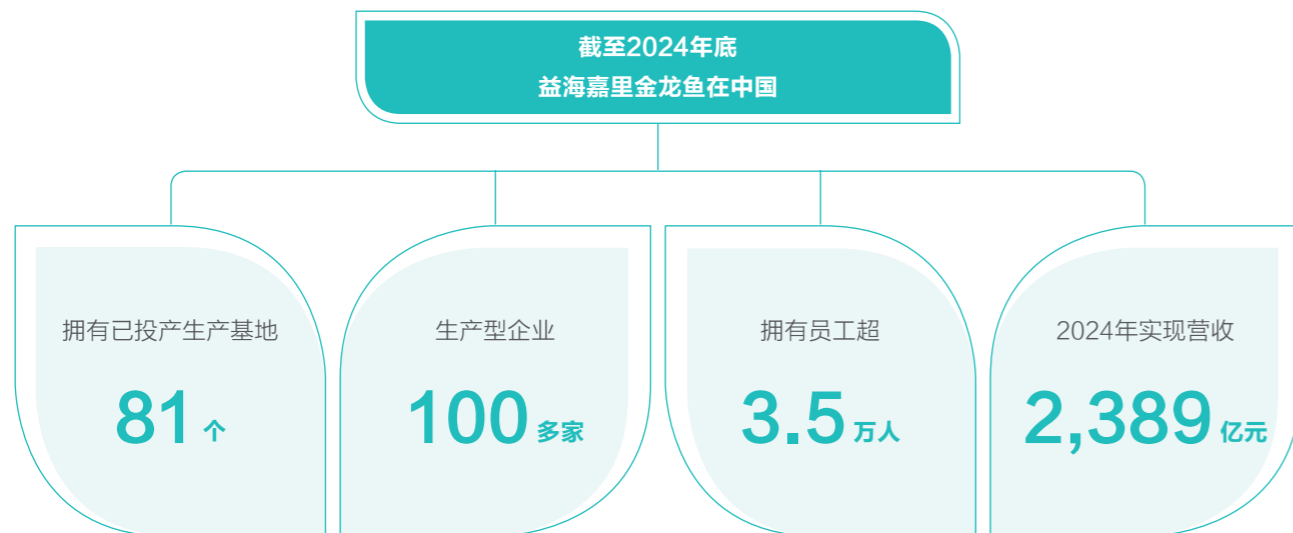 截至2024年底
益海嘉里金龙鱼在中国
拥有已投产生产基地
81个
生产型企业
100多家
拥有员工超
3.5万人
2024年实现营收
2,389亿元